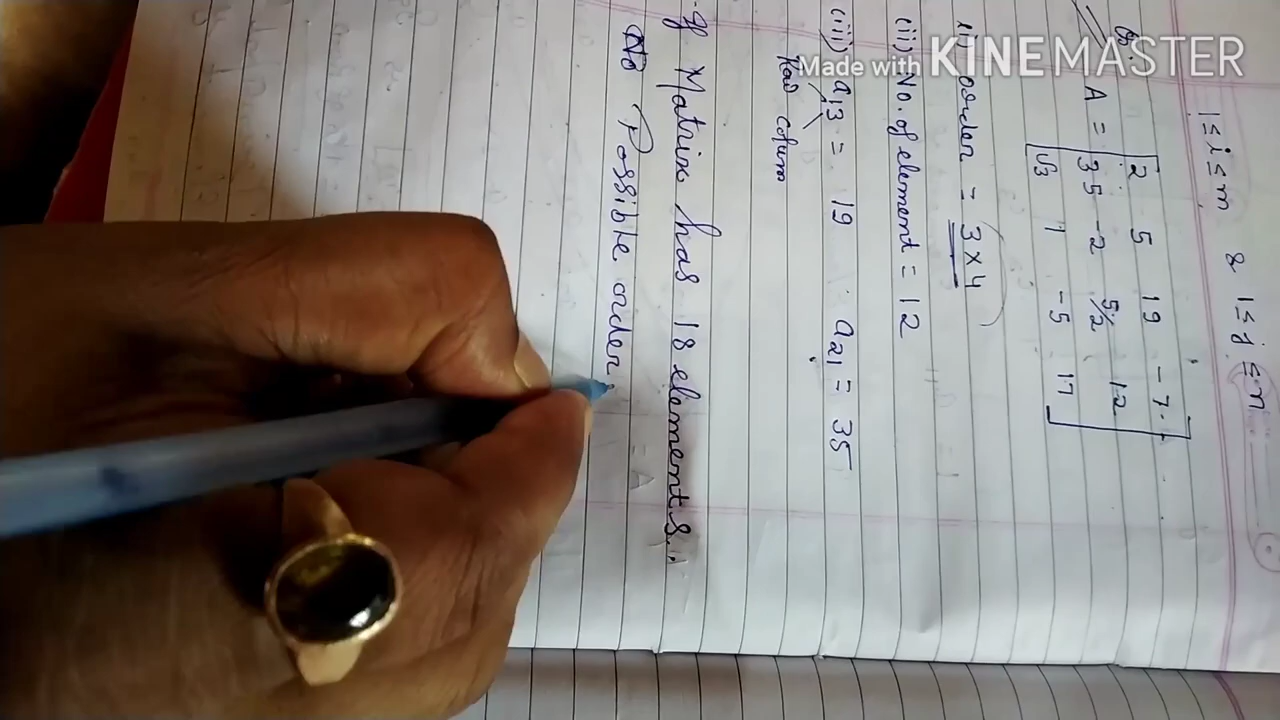 1 ≤ i ≤ m & 1 ≤ j ≤ n
Q.
A = [ 2 5 19 -7
35 -2 5/2 12
√3 1 -5 17 ]
(i) order = 3 x 4
(ii) No. of element = 12
(iii) a13 = 19 a21 = 35
Row column
If Matrix has 18 elements.
No Possible order
Made with KINEMASTER